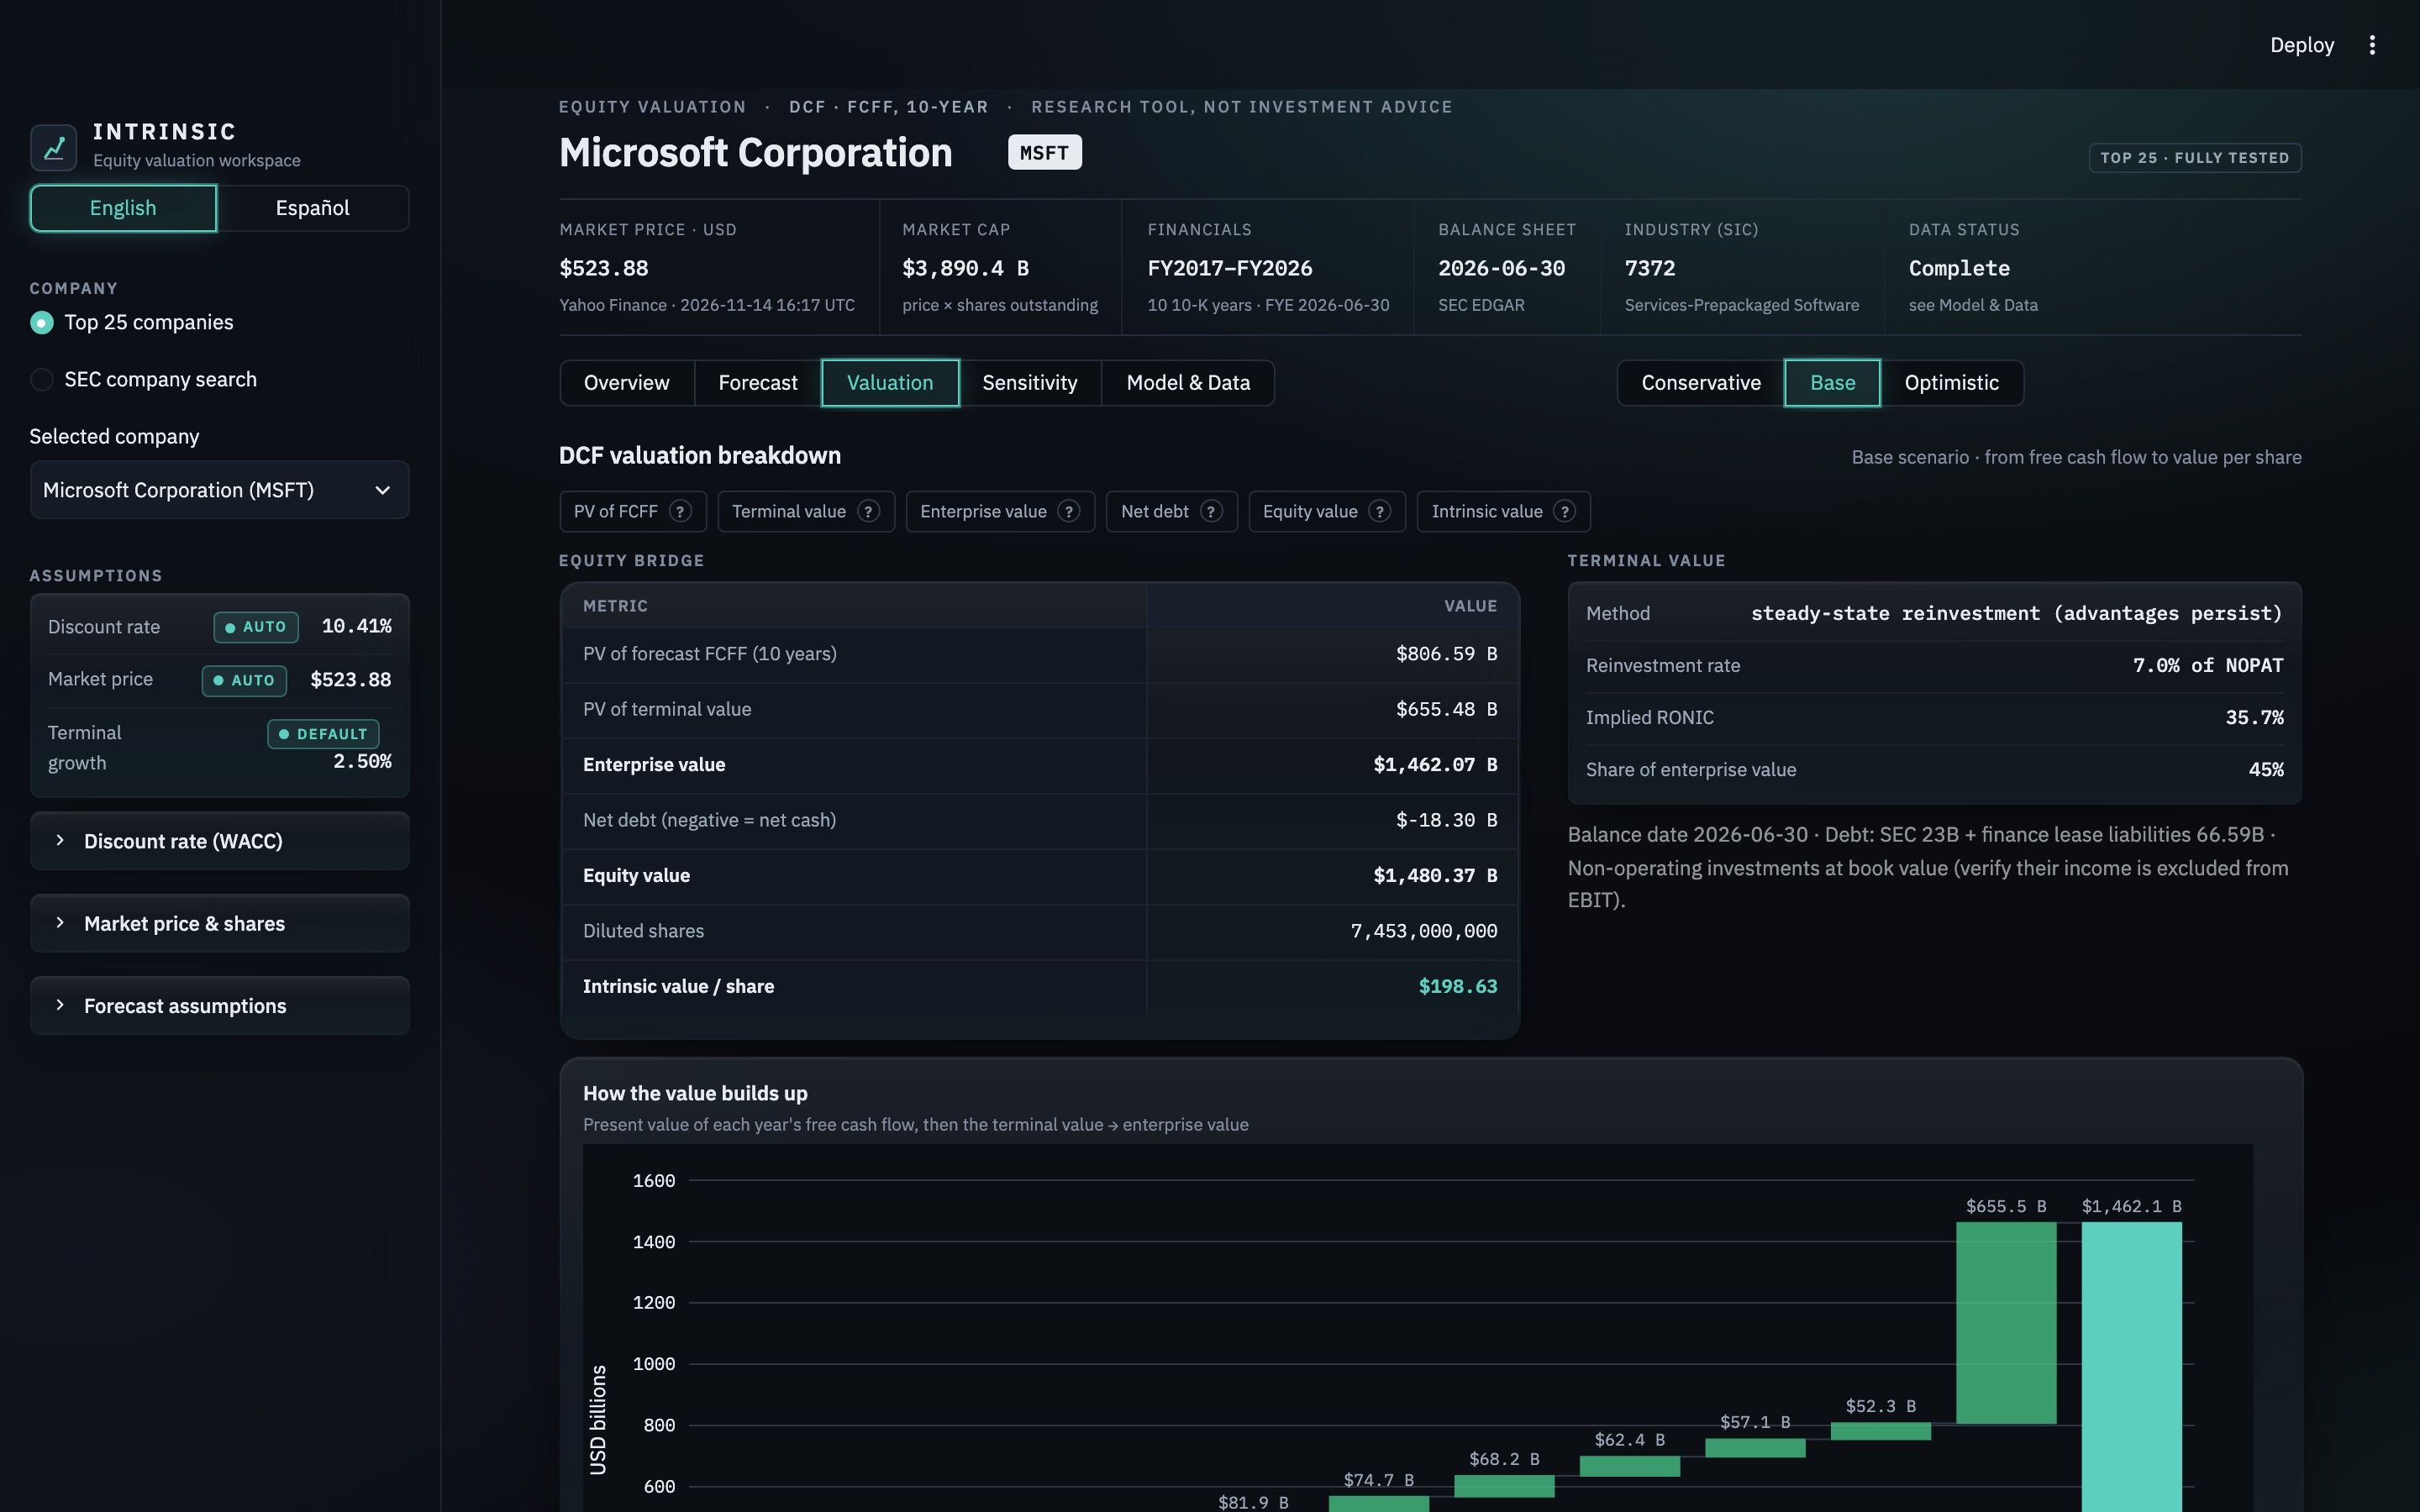 Deploy
INTRINSIC
Equity valuation workspace
English Español
COMPANY
Top 25 companies
SEC company search
Selected company
Microsoft Corporation (MSFT)
ASSUMPTIONS
Discount rate AUTO 10.41%
Market price AUTO $523.88
Terminal growth DEFAULT 2.50%
Discount rate (WACC)
Market price & shares
Forecast assumptions
EQUITY VALUATION · DCF · FCFF, 10-YEAR · RESEARCH TOOL, NOT INVESTMENT ADVICE
Microsoft Corporation MSFT
TOP 25 · FULLY TESTED
MARKET PRICE · USD
$523.88
Yahoo Finance · 2026-11-14 16:17 UTC
MARKET CAP
$3,890.4 B
price × shares outstanding
FINANCIALS
FY2017–FY2026
10 10-K years · FYE 2026-06-30
BALANCE SHEET
2026-06-30
SEC EDGAR
INDUSTRY (SIC)
7372
Services-Prepackaged Software
DATA STATUS
Complete
see Model & Data
Overview Forecast Valuation Sensitivity Model & Data
Conservative Base Optimistic
DCF valuation breakdown
Base scenario · from free cash flow to value per share
PV of FCFF ? Terminal value ? Enterprise value ? Net debt ? Equity value ? Intrinsic value ?
EQUITY BRIDGE
METRIC VALUE
PV of forecast FCFF (10 years) $806.59 B
PV of terminal value $655.48 B
Enterprise value $1,462.07 B
Net debt (negative = net cash) $-18.30 B
Equity value $1,480.37 B
Diluted shares 7,453,000,000
Intrinsic value / share $198.63
TERMINAL VALUE
Method steady-state reinvestment (advantages persist)
Reinvestment rate 7.0% of NOPAT
Implied RONIC 35.7%
Share of enterprise value 45%
Balance date 2026-06-30 · Debt: SEC 23B + finance lease liabilities 66.59B ·
Non-operating investments at book value (verify their income is excluded from
EBIT).
How the value builds up
Present value of each year's free cash flow, then the terminal value → enterprise value
USD billions
1600
1400
1200
1000
800
600
$81.9 B
$74.7 B
$68.2 B
$62.4 B
$57.1 B
$52.3 B
$655.5 B
$1,462.1 B